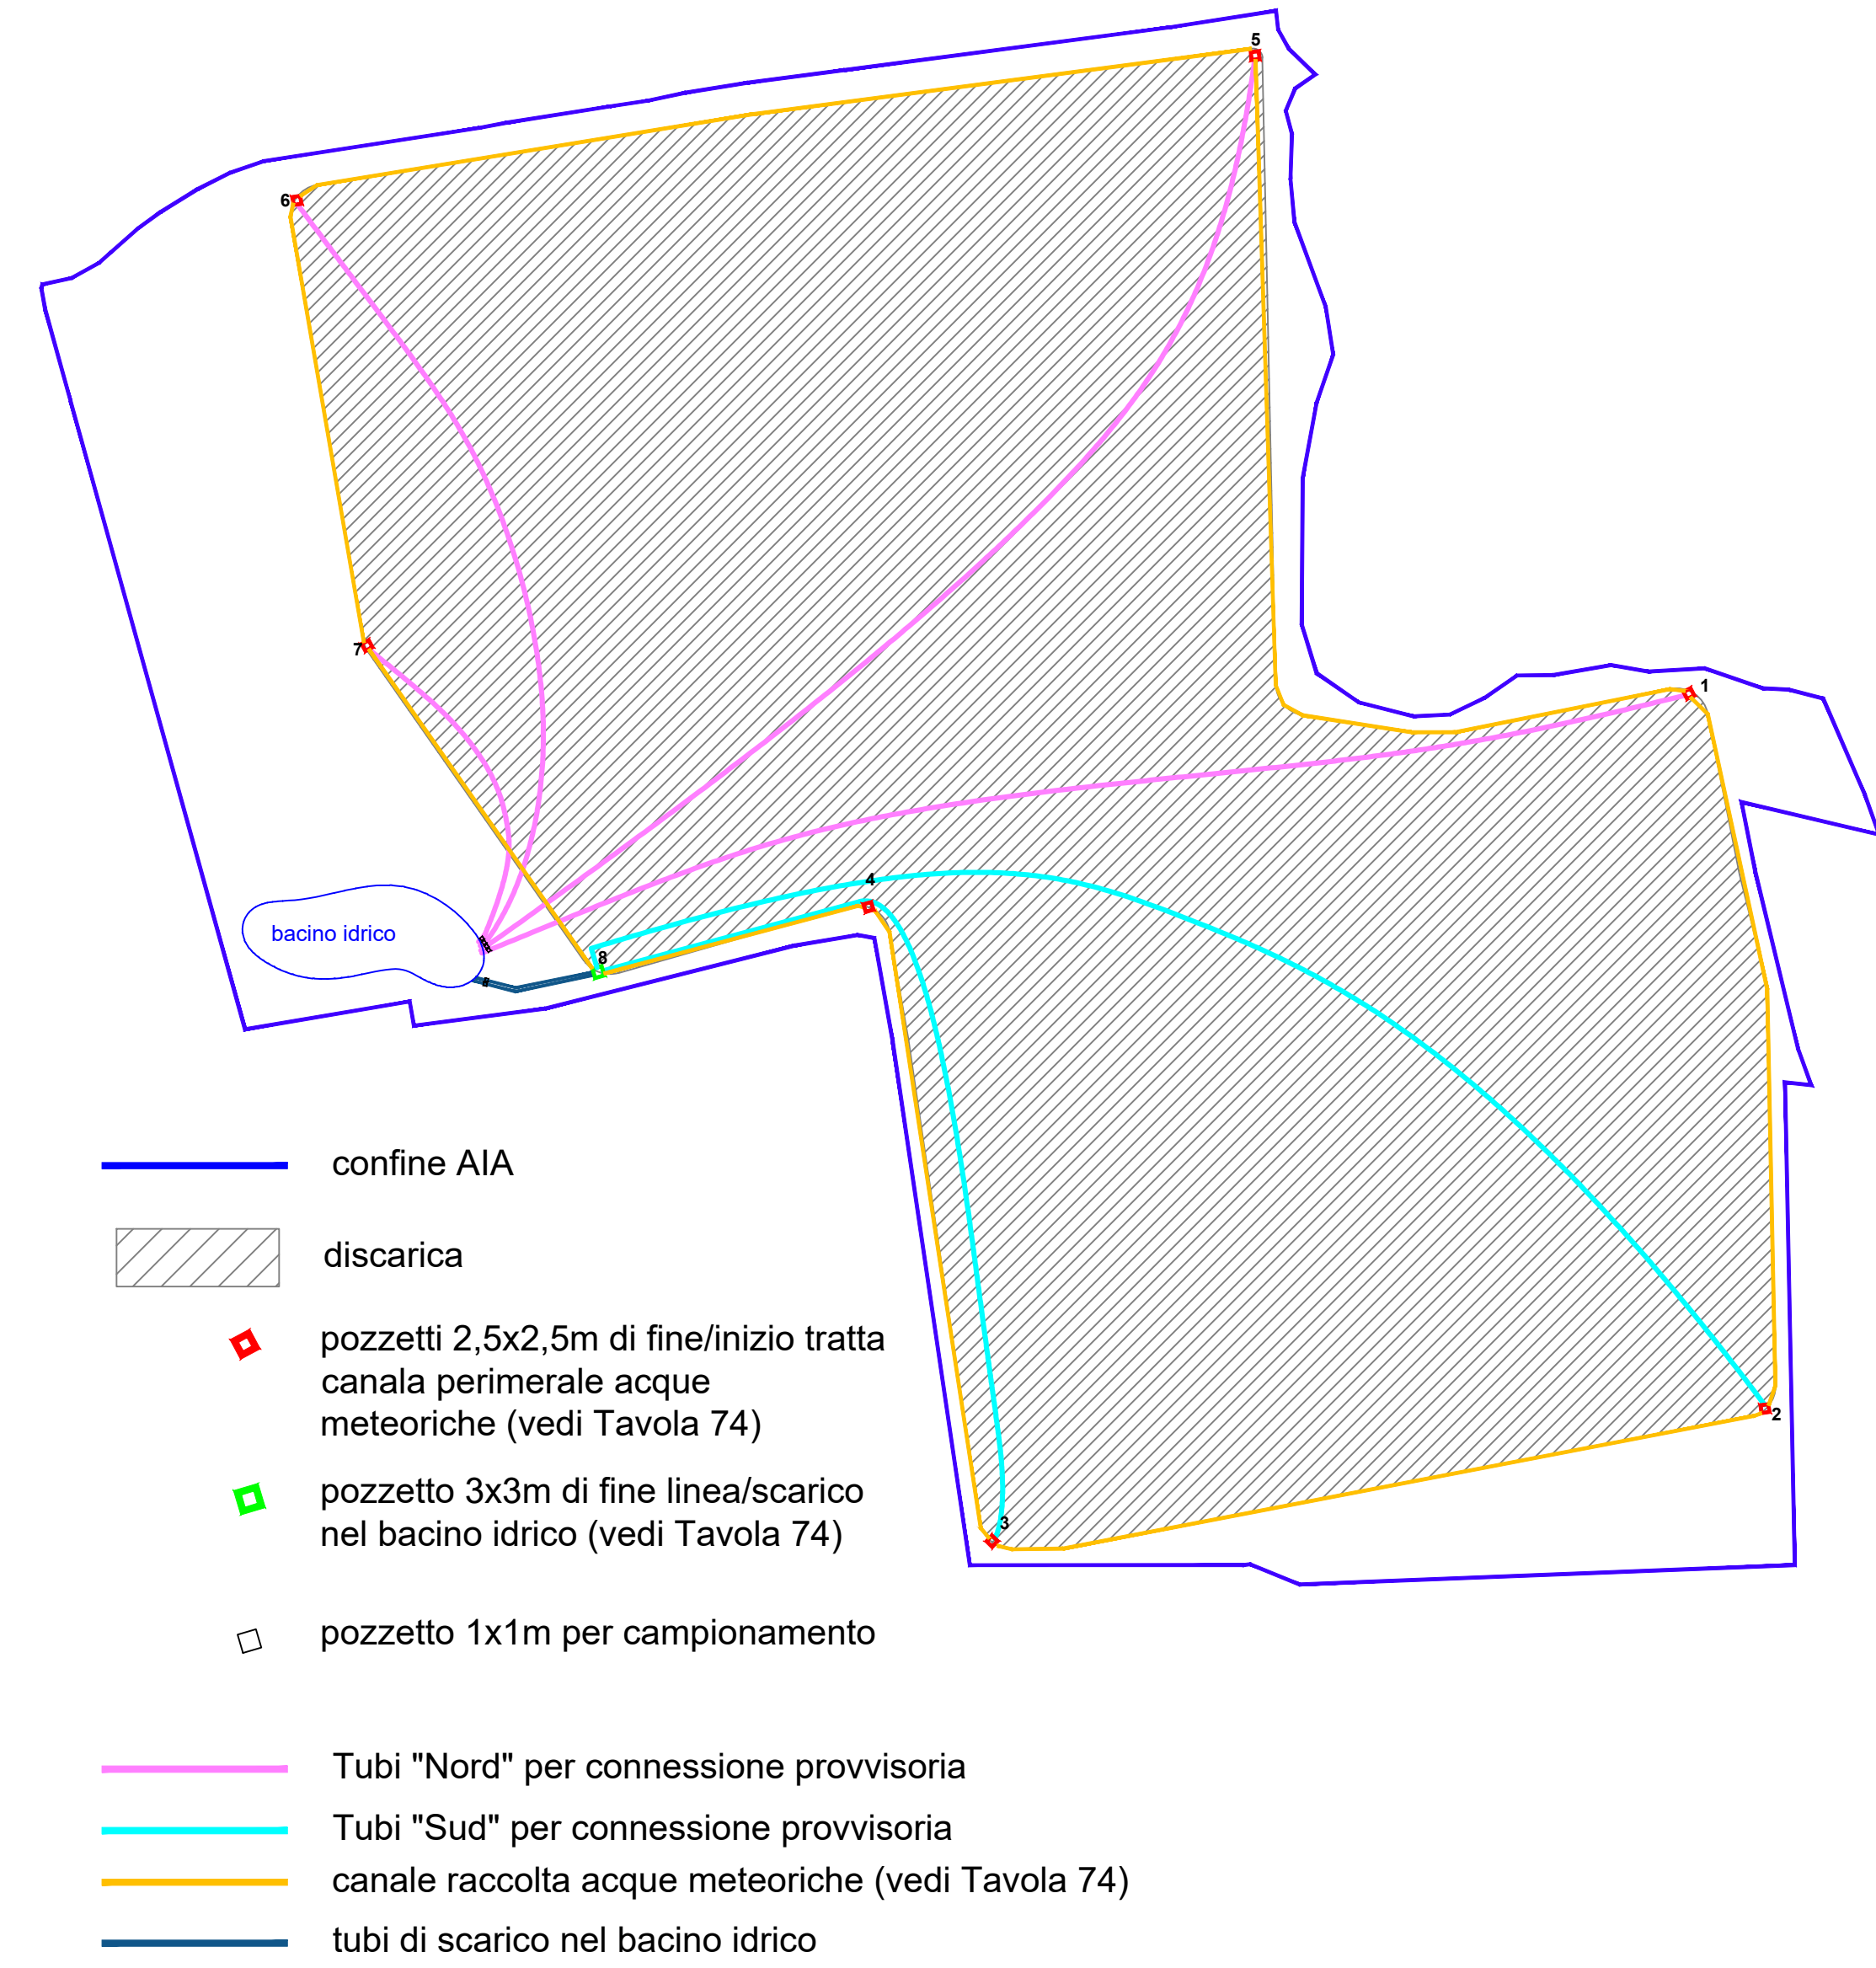 5
6
1
7
4
bacino idrico
8
2
3
confine AIA
discarica
pozzetti 2,5x2,5m di fine/inizio tratta
canala perimerale acque
meteoriche (vedi Tavola 74)
pozzetto 3x3m di fine linea/scarico
nel bacino idrico (vedi Tavola 74)
pozzetto 1x1m per campionamento
Tubi "Nord" per connessione provvisoria
Tubi "Sud" per connessione provvisoria
canale raccolta acque meteoriche (vedi Tavola 74)
tubi di scarico nel bacino idrico